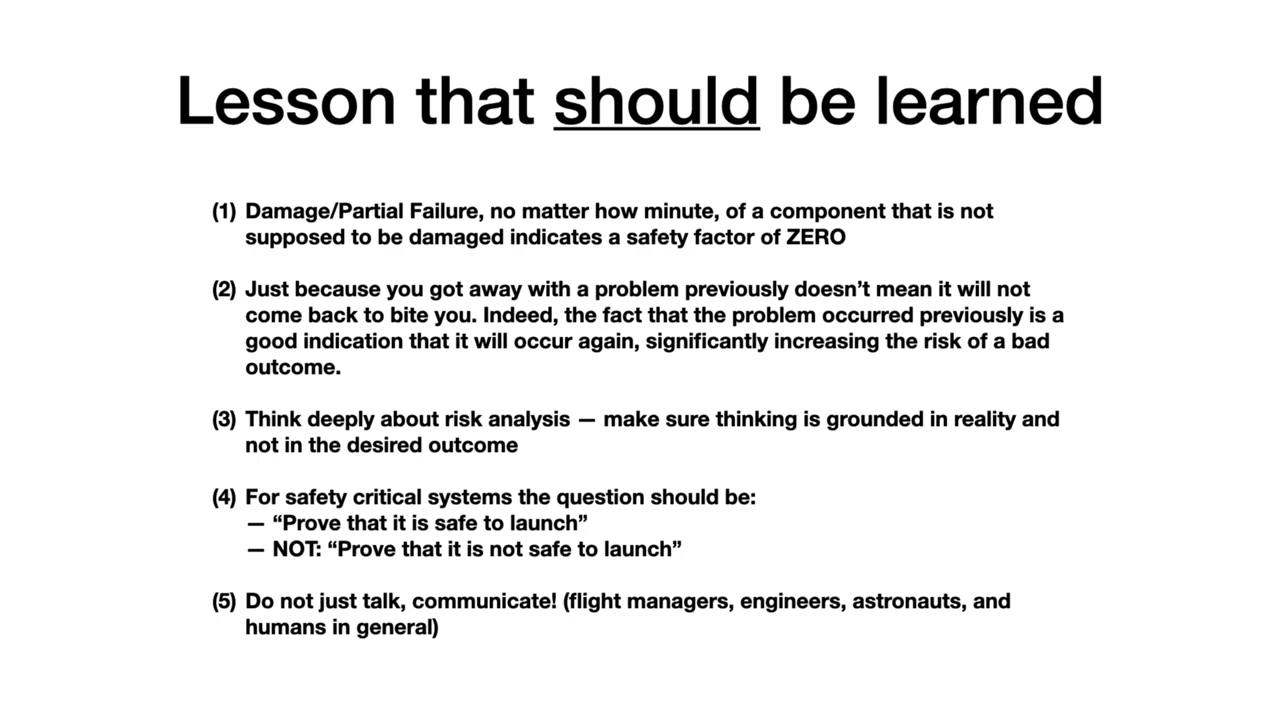 Lesson that should be learned
(1) Damage/Partial Failure, no matter how minute, of a component that is not
supposed to be damaged indicates a safety factor of ZERO
(2) Just because you got away with a problem previously doesn’t mean it will not
come back to bite you. Indeed, the fact that the problem occurred previously is a
good indication that it will occur again, significantly increasing the risk of a bad
outcome.
(3) Think deeply about risk analysis — make sure thinking is grounded in reality and
not in the desired outcome
(4) For safety critical systems the question should be:
— “Prove that it is safe to launch”
— NOT: “Prove that it is not safe to launch”
(5) Do not just talk, communicate! (flight managers, engineers, astronauts, and
humans in general)